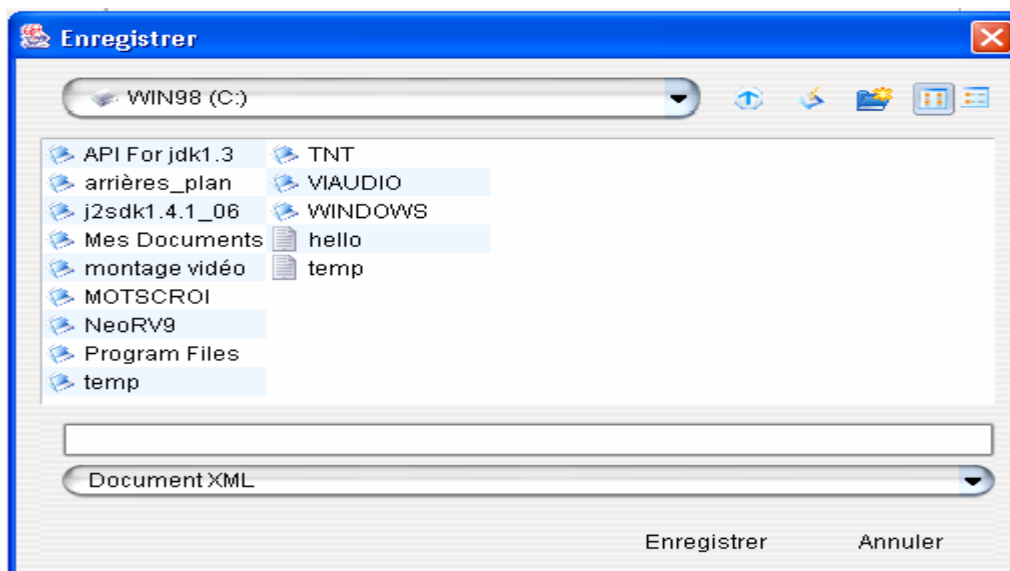 Enregistrer
WIN98 (C:)
API For jdk1.3
arrières_plan
j2sdk1.4.1_06
Mes Documents
montage vidéo
MOTSCROI
NeoRV9
Program Files
temp
TNT
VIAUDIO
WINDOWS
hello
temp
Document XML
Enregistrer Annuler